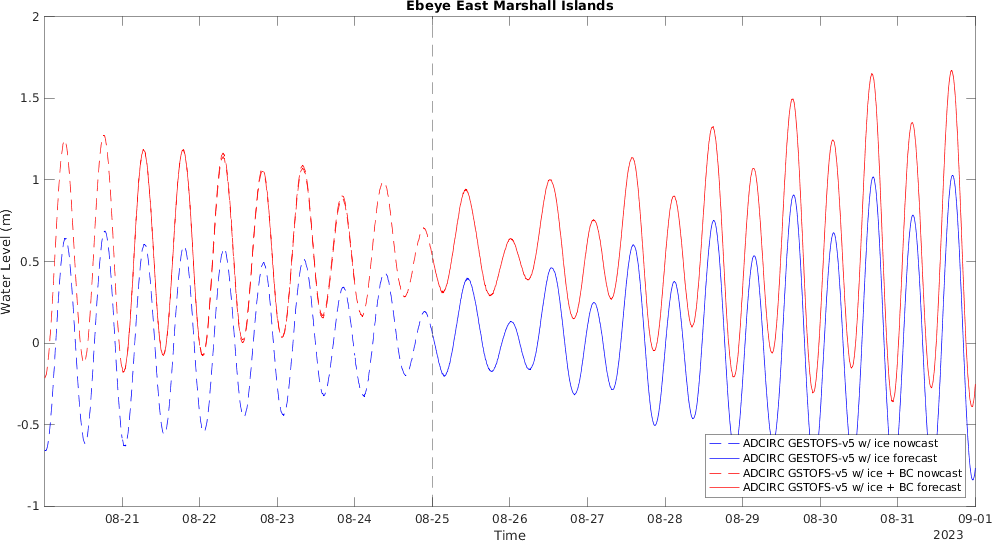 Ebeye East Marshall Islands
Water Level (m)
2
1.5
1
0.5
0
-0.5
-1
ADCIRC GESTOFS-v5 w/ ice nowcast
ADCIRC GESTOFS-v5 w/ ice forecast
ADCIRC GSTOFS-v5 w/ ice + BC nowcast
ADCIRC GSTOFS-v5 w/ ice + BC forecast
08-21 08-22 08-23 08-24 08-25 08-26 08-27 08-28 08-29 08-30 08-31 09-01
Time
2023